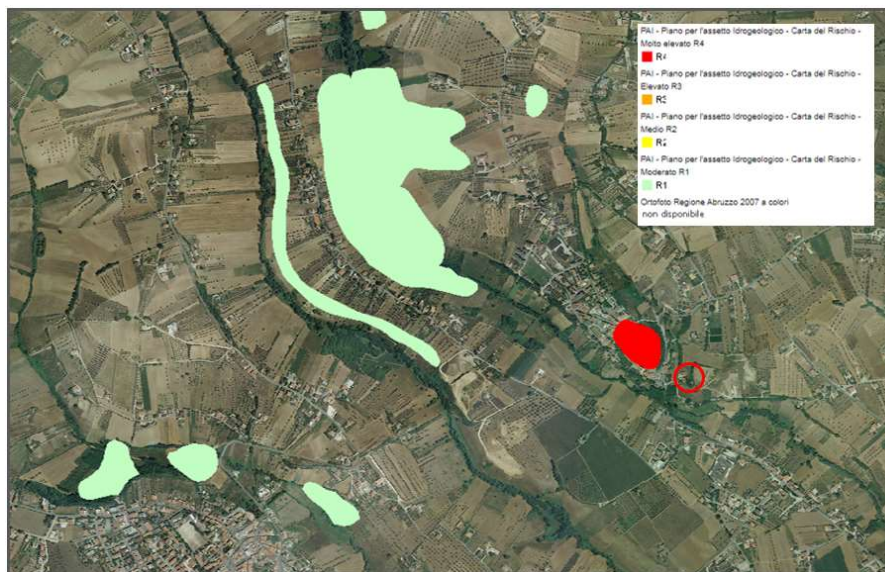 PAI - Piano per l'assetto Idrogeologico - Carta del Rischio -
Molto elevato R4
R4
PAI - Piano per l'assetto Idrogeologico - Carta del Rischio -
Elevato R3
R3
PAI - Piano per l'assetto Idrogeologico - Carta del Rischio -
Medio R2
R2
PAI - Piano per l'assetto Idrogeologico - Carta del Rischio -
Moderato R1
R1
Ortofoto Regione Abruzzo 2007 a colori
non disponibile